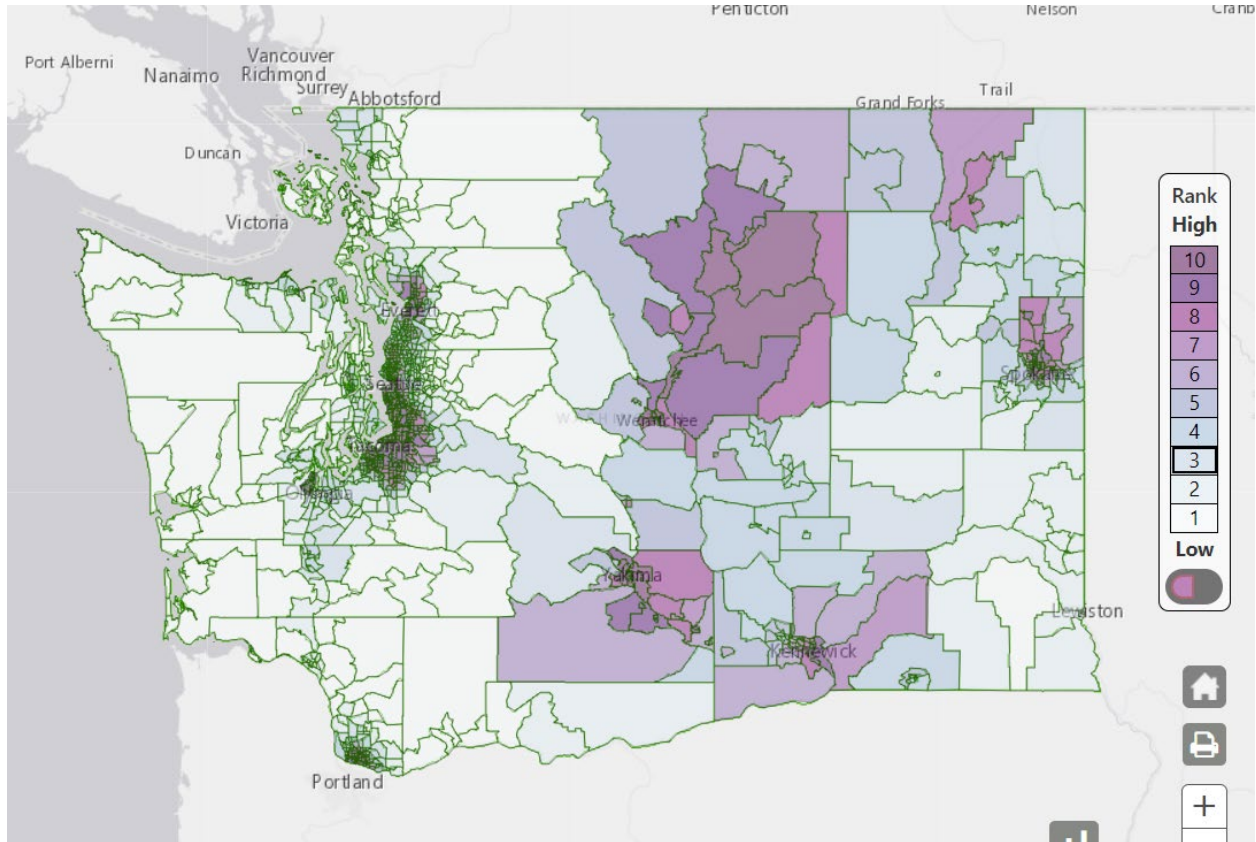 Penticton
Nelson
Port Alberni
Vancouver
Nanaimo
Richmond
Surrey
Abbotsford
Grand Forks
Trail
Duncan
Victoria
Everett
Seattle
Spokane
Wenatchee
Tacoma
Olympia
Yakima
Lewiston
Kennewick
Portland
Rank
High
10
9
8
7
6
5
4
3
2
1
Low
+